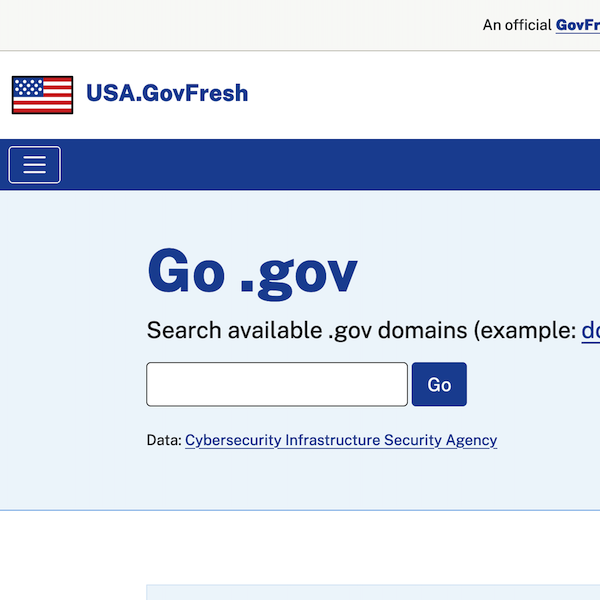 An official GovFr
USA.GovFresh
Go .gov
Search available .gov domains (example: do
Go
Data: Cybersecurity Infrastructure Security Agency